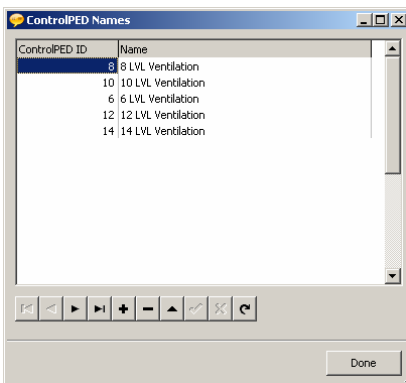 ControlPED Names
ControlPED ID Name
8 8 LVL Ventilation
10 10 LVL Ventilation
6 6 LVL Ventilation
12 12 LVL Ventilation
14 14 LVL Ventilation
Done